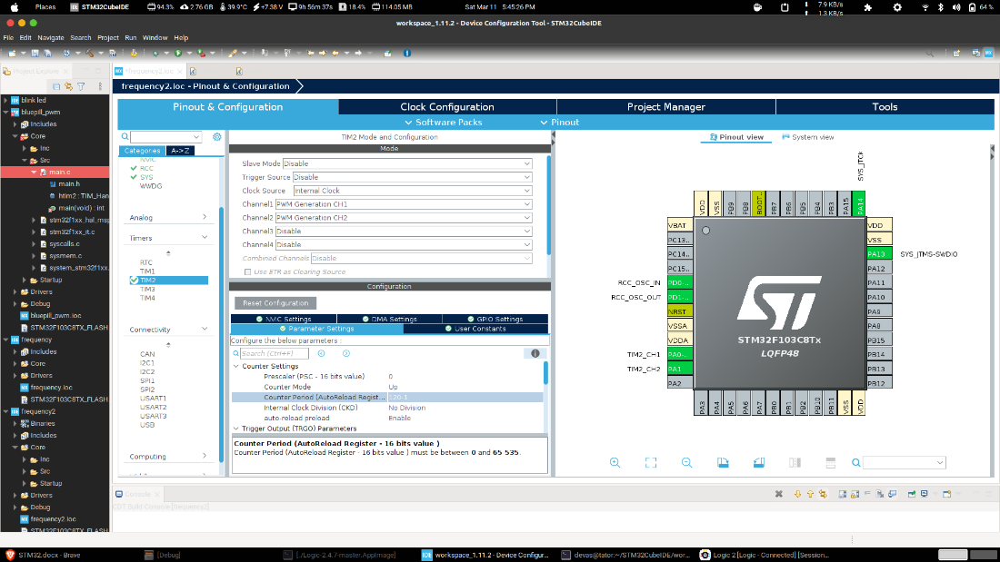 Places
STM32CubeIDE
94.3%
2.76 GB
39.9°C
+7.38 V
9h 56m 37s
18.4%
114.05 MB
Sat Mar 11
5:45:26 PM
7.9 KB/s
1.3 KB/s
64 %
workspace_1.11.2 - Device Configuration Tool - STM32CubeIDE
File Edit Navigate Search Project Run Window Help
Project Explorer
frequency2.ioc
frequency2.ioc - Pinout & Configuration
Pinout & Configuration
Clock Configuration
Project Manager
Tools
Software Packs
Pinout
blink led
bluepill_pwm
Includes
Core
Inc
Src
main.c
main.h
htim2 : TIM_Han
main(void) : int
stm32f1xx_hal_msp
stm32f1xx_it.c
syscalls.c
sysmem.c
system_stm32f1xx.
Startup
Drivers
Debug
bluepill_pwm.ioc
STM32F103C8TX_FLASH
frequency
Includes
Core
Drivers
frequency.ioc
STM32F103C8TX_FLASH
frequency2
Binaries
Includes
Core
Inc
Src
Startup
Drivers
Debug
frequency2.ioc
STM32F103C8TX_FLASH
Categories
A->Z
NVIC
RCC
SYS
WWDG
Analog
Timers
RTC
TIM1
TIM2
TIM3
TIM4
Connectivity
CAN
I2C1
I2C2
SPI1
SPI2
USART1
USART2
USART3
USB
Computing
TIM2 Mode and Configuration
Mode
Slave Mode Disable
Trigger Source Disable
Clock Source Internal Clock
Channel1 PWM Generation CH1
Channel2 PWM Generation CH2
Channel3 Disable
Channel4 Disable
Combined Channels Disable
Use ETR as Clearing Source
Configuration
Reset Configuration
NVIC Settings
DMA Settings
GPIO Settings
Parameter Settings
User Constants
Configure the below parameters :
Search (Ctrl+F)
Counter Settings
Prescaler (PSC - 16 bits value) 0
Counter Mode Up
Counter Period (AutoReload Regist... 120-1
Internal Clock Division (CKD) No Division
auto-reload preload Enable
Trigger Output (TRGO) Parameters
Counter Period (AutoReload Register - 16 bits value )
Counter Period (AutoReload Register - 16 bits value ) must be between 0 and 65 535.
Pinout view
System view
SYS_JTCK
VDD
VSS
PB9
PB8
BOOT..
PB7
PB6
PB5
PB4
PB3
PA15
PA14
VBAT
PC13..
PC14..
PC15..
RCC_OSC_IN PD0-..
RCC_OSC_OUT PD1-..
NRST
VSSA
VDDA
TIM2_CH1 PA0-..
TIM2_CH2 PA1
PA2
STM32F103C8Tx
LQFP48
VDD
VSS
PA13 SYS_JTMS-SWDIO
PA12
PA11
PA10
PA9
PA8
PB15
PB14
PB13
PB12
PA3
PA4
PA5
PA6
PA7
PB0
PB1
PB2
PB10
PB11
VSS
VDD
Console
CDT Build Console [frequency2]
STM32.docx - Brave
[Debug]
[./Logic-2.4.7-master.AppImage]
workspace_1.11.2 - Device Configur...
devas@tator:~/STM32CubeIDE/wor...
Logic 2 [Logic - Connected] [Session...